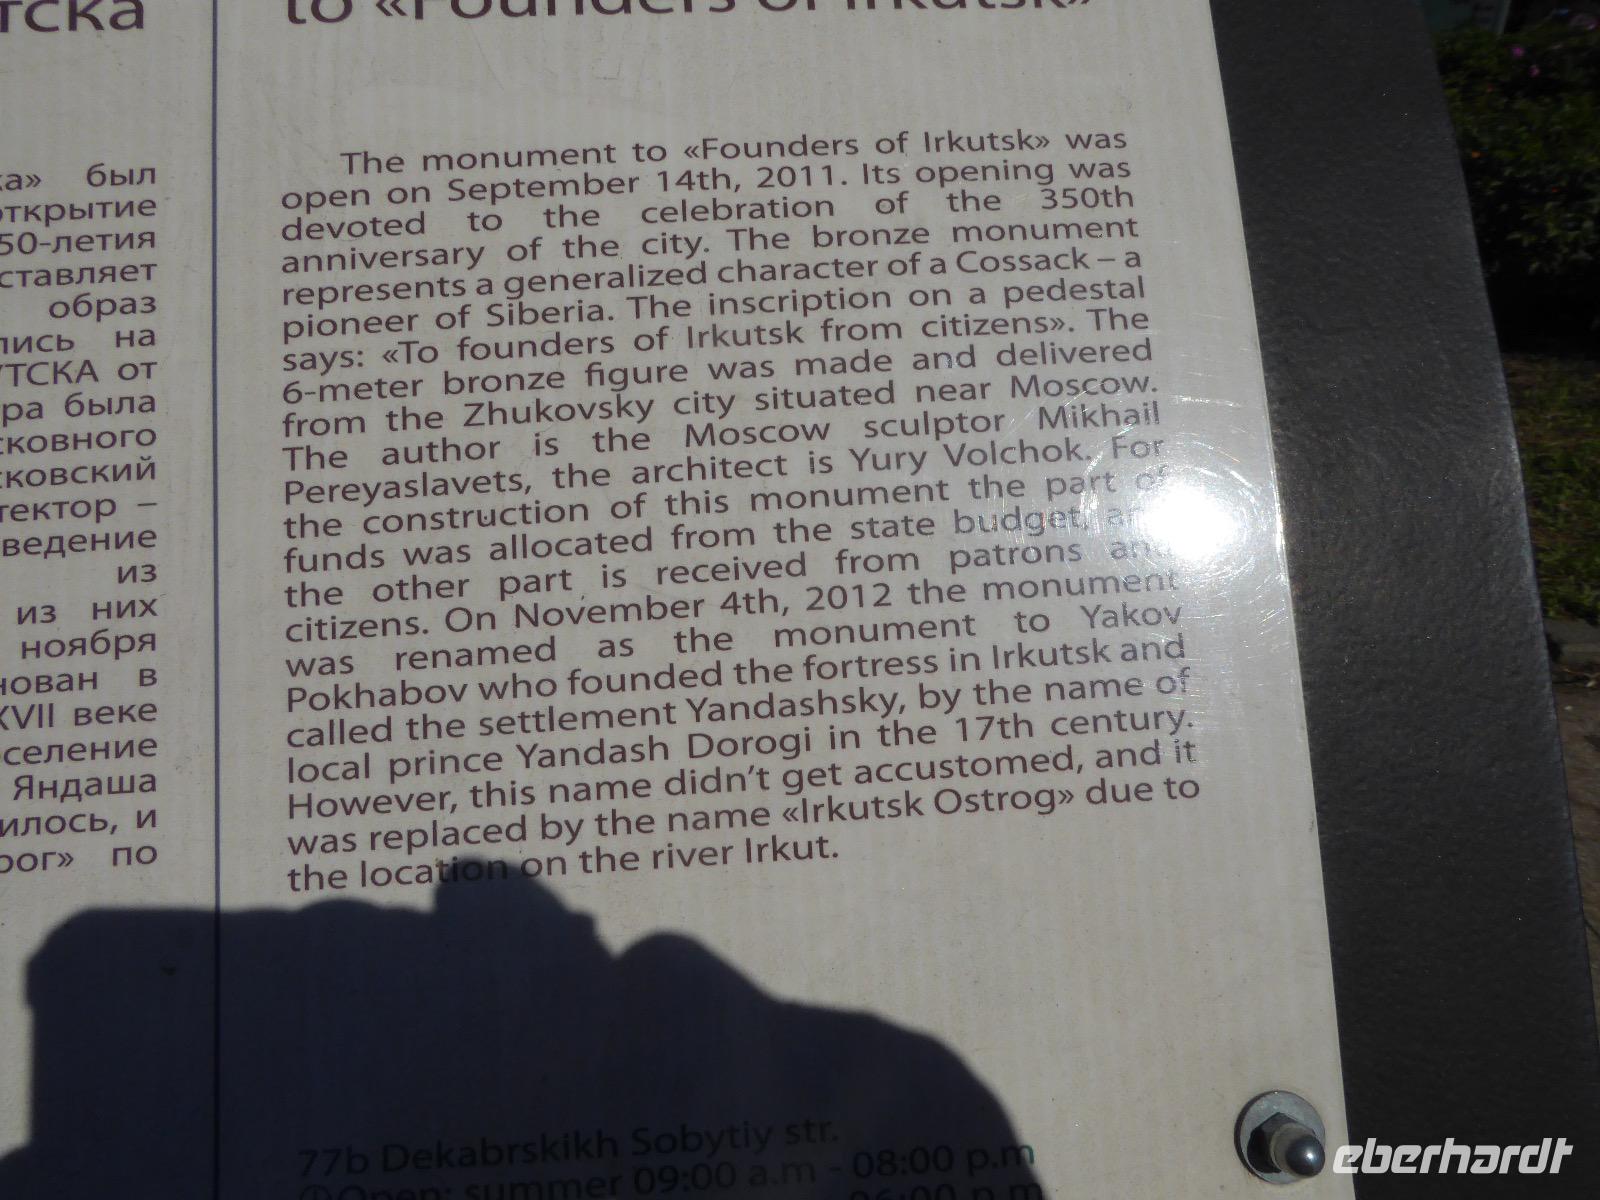 тска
to «Founders of Irkutsk»
ка» был
открытие
50-летия
ставляет
образ
пись на
УТСКА от
ра была
сковного
сковский
тектор –
ведение
из
из них
ноября
нован в
XVII веке
оселение
Яндаша
илось, и
рог» по
The monument to «Founders of Irkutsk» was
open on September 14th, 2011. Its opening was
devoted to the celebration of the 350th
anniversary of the city. The bronze monument
represents a generalized character of a Cossack – a
pioneer of Siberia. The inscription on a pedestal
says: «To founders of Irkutsk from citizens». The
6-meter bronze figure was made and delivered
from the Zhukovsky city situated near Moscow.
The author is the Moscow sculptor Mikhail
Pereyaslavets, the architect is Yury Volchok. For
the construction of this monument the part of
funds was allocated from the state budget, and
the other part is received from patrons and
citizens. On November 4th, 2012 the monument
was renamed as the monument to Yakov
Pokhabov who founded the fortress in Irkutsk and
called the settlement Yandashsky, by the name of
local prince Yandash Dorogi in the 17th century.
However, this name didn't get accustomed, and it
was replaced by the name «Irkutsk Ostrog» due to
the location on the river Irkut.
77b Dekabrskikh Sobytiy str.
Open: summer 09:00 a.m - 08:00 p.m
06:00 p.m
eberhardt